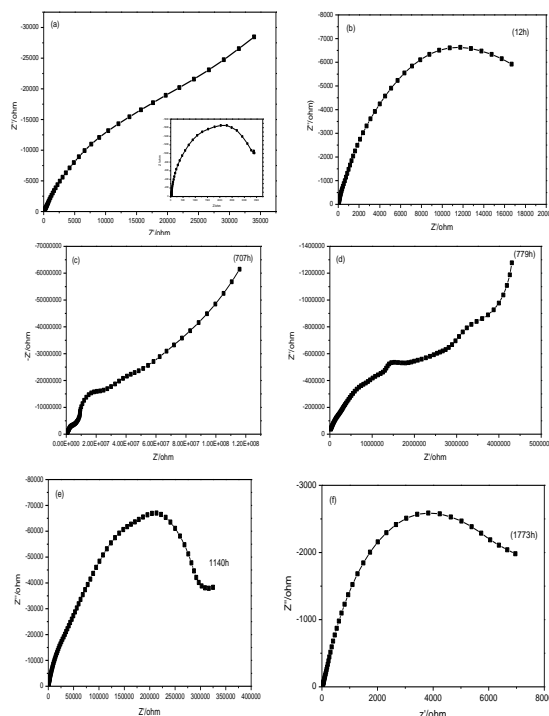 (a)
-30000
-25000
-20000
-15000
-10000
-5000
0
Z''/ohm
0 5000 10000 15000 20000 25000 30000 35000
Z'/ohm
(b)
(12h)
-8000
-7000
-6000
-5000
-4000
-3000
-2000
-1000
0
Z''/ohm)
0 2000 4000 6000 8000 10000 12000 14000 16000 18000
Z'/ohm
(c)
(707h)
-70000000
-60000000
-50000000
-40000000
-30000000
-20000000
-10000000
0
-Z'/ohm
0.00E+000 2.00E+007 4.00E+007 6.00E+007 8.00E+007 1.00E+008 1.20E+008
Z'/ohm
(d)
(779h)
-1400000
-1200000
-1000000
-800000
-600000
-400000
-200000
0
Z''/ohm
0 1000000 2000000 3000000 4000000 500000
Z'/ohm
(e)
1140h
-80000
-70000
-60000
-50000
-40000
-30000
-20000
-10000
0
Z''/ohm
0 50000 100000 150000 200000 250000 300000 350000 400000
Z'/ohm
(f)
(1773h)
-3000
-2000
-1000
0
Z''/ohm
0 2000 4000 6000 8000
z'/ohm